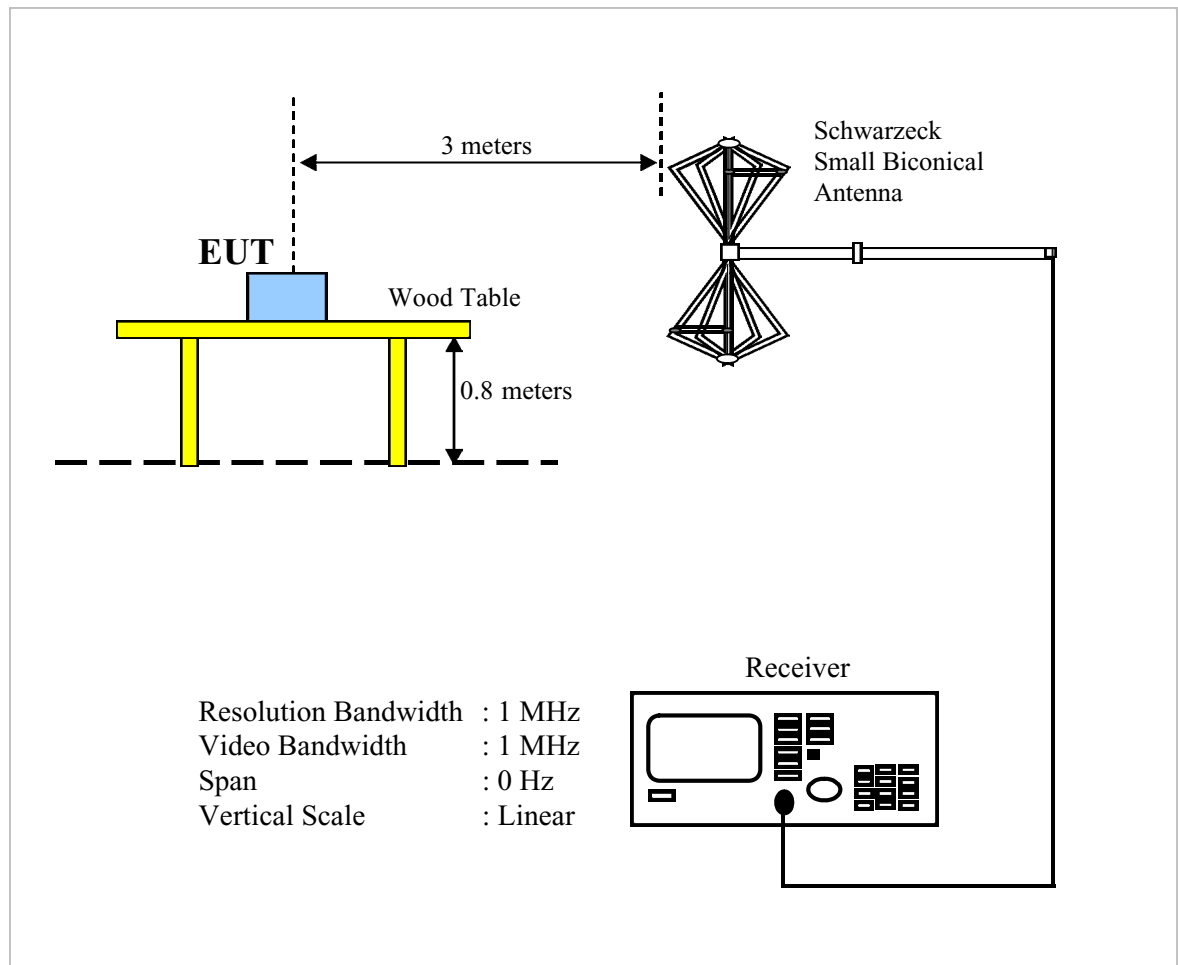 3 meters
Schwarzeck
Small Biconical
Antenna
EUT
Wood Table
0.8 meters
Receiver
Resolution Bandwidth : 1 MHz
Video Bandwidth : 1 MHz
Span : 0 Hz
Vertical Scale : Linear